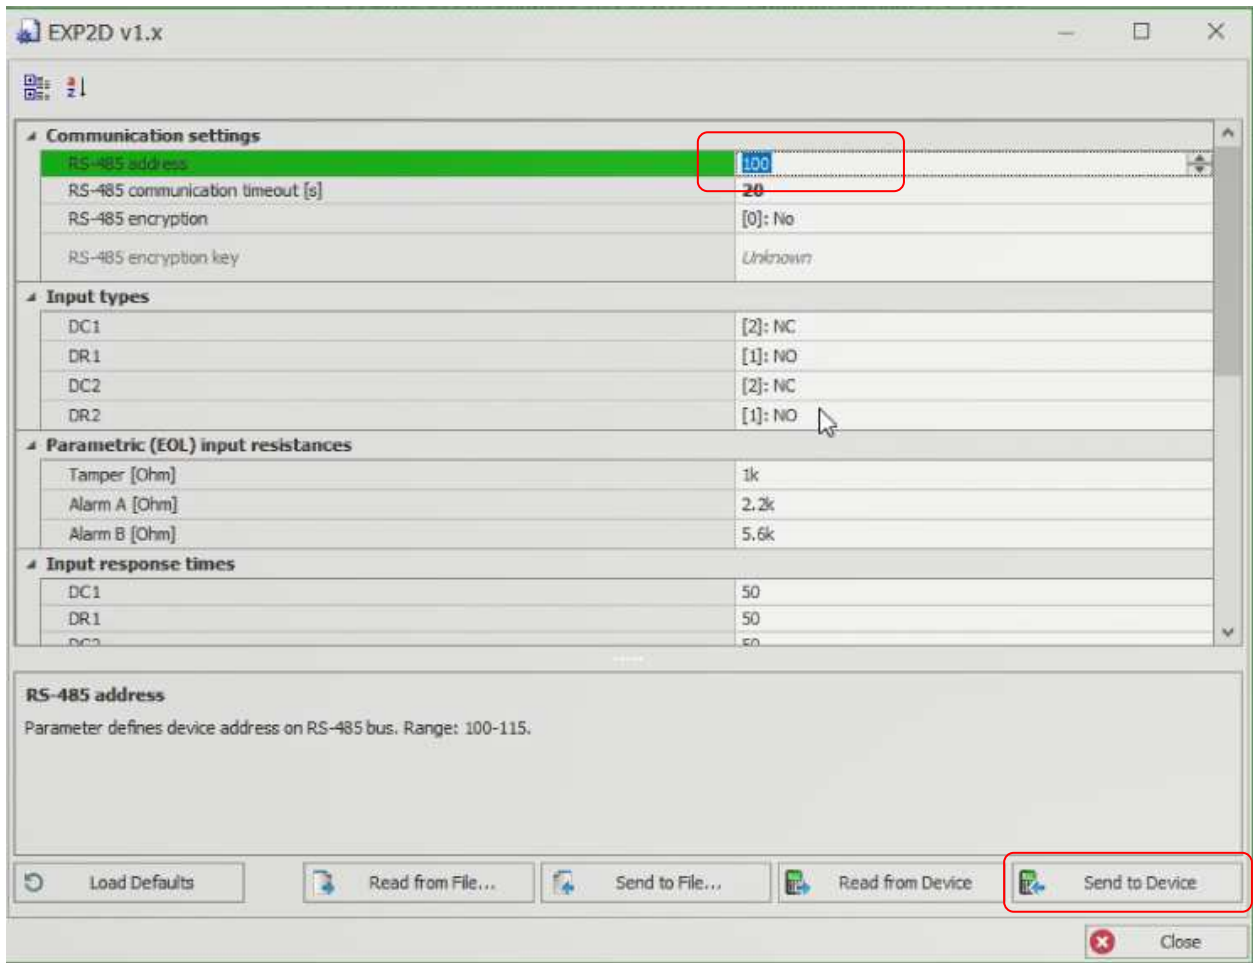 EXP2D v1.x
Communication settings
RS-485 address 100
RS-485 communication timeout [s] 20
RS-485 encryption [0]: No
RS-485 encryption key Unknown
Input types
DC1 [2]: NC
DR1 [1]: NO
DC2 [2]: NC
DR2 [1]: NO
Parametric (EOL) input resistances
Tamper [Ohm] 1k
Alarm A [Ohm] 2.2k
Alarm B [Ohm] 5.6k
Input response times
DC1 50
DR1 50
DC2 50
RS-485 address
Parameter defines device address on RS-485 bus. Range: 100-115.
Load Defaults Read from File... Send to File... Read from Device Send to Device
Close